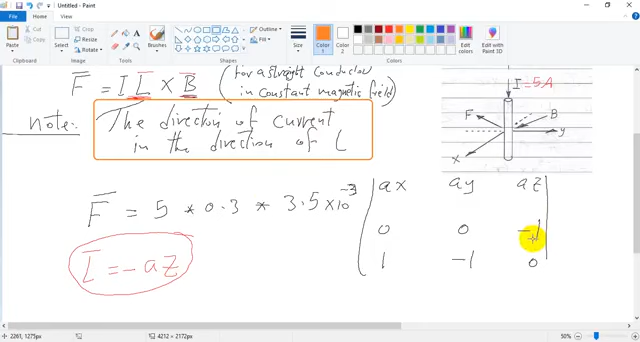 Untitled - Paint
File Home View
Paste Cut Copy Clipboard
Select Crop Resize Rotate Image
Brushes Tools
Outline Fill Shapes
Size Color 1 Color 2
Colors Edit colors Edit with Paint 3D
F = I L × B (For a straight conductor in constant magnetic field)
I = 5A
note:
The direction of current
in the direction of L
F B
y
x
F = 5 * 0.3 * 3.5×10^-3
ax ay az
0 0 -1
1 -1 0
L = -az
2261, 1275px 4212 × 2172px 50%